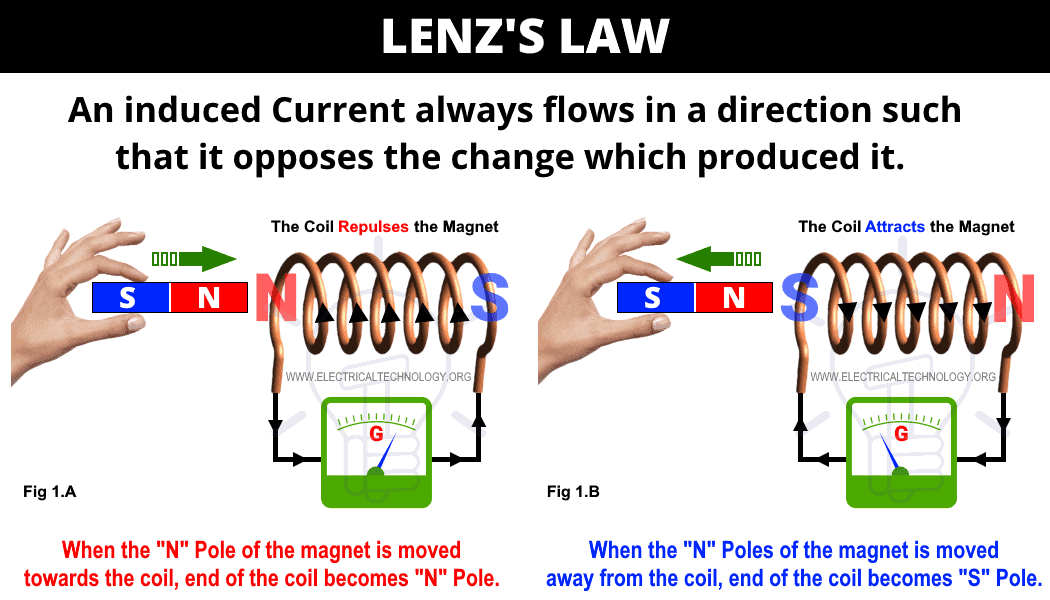 LENZ'S LAW
An induced Current always flows in a direction such
that it opposes the change which produced it.
The Coil Repulses the Magnet
S N
N
S
WWW.ELECTRICALTECHNOLOGY.ORG
G
Fig 1.A
When the "N" Pole of the magnet is moved
towards the coil, end of the coil becomes "N" Pole.
The Coil Attracts the Magnet
S N
S
N
WWW.ELECTRICALTECHNOLOGY.ORG
G
Fig 1.B
When the "N" Poles of the magnet is moved
away from the coil, end of the coil becomes "S" Pole.